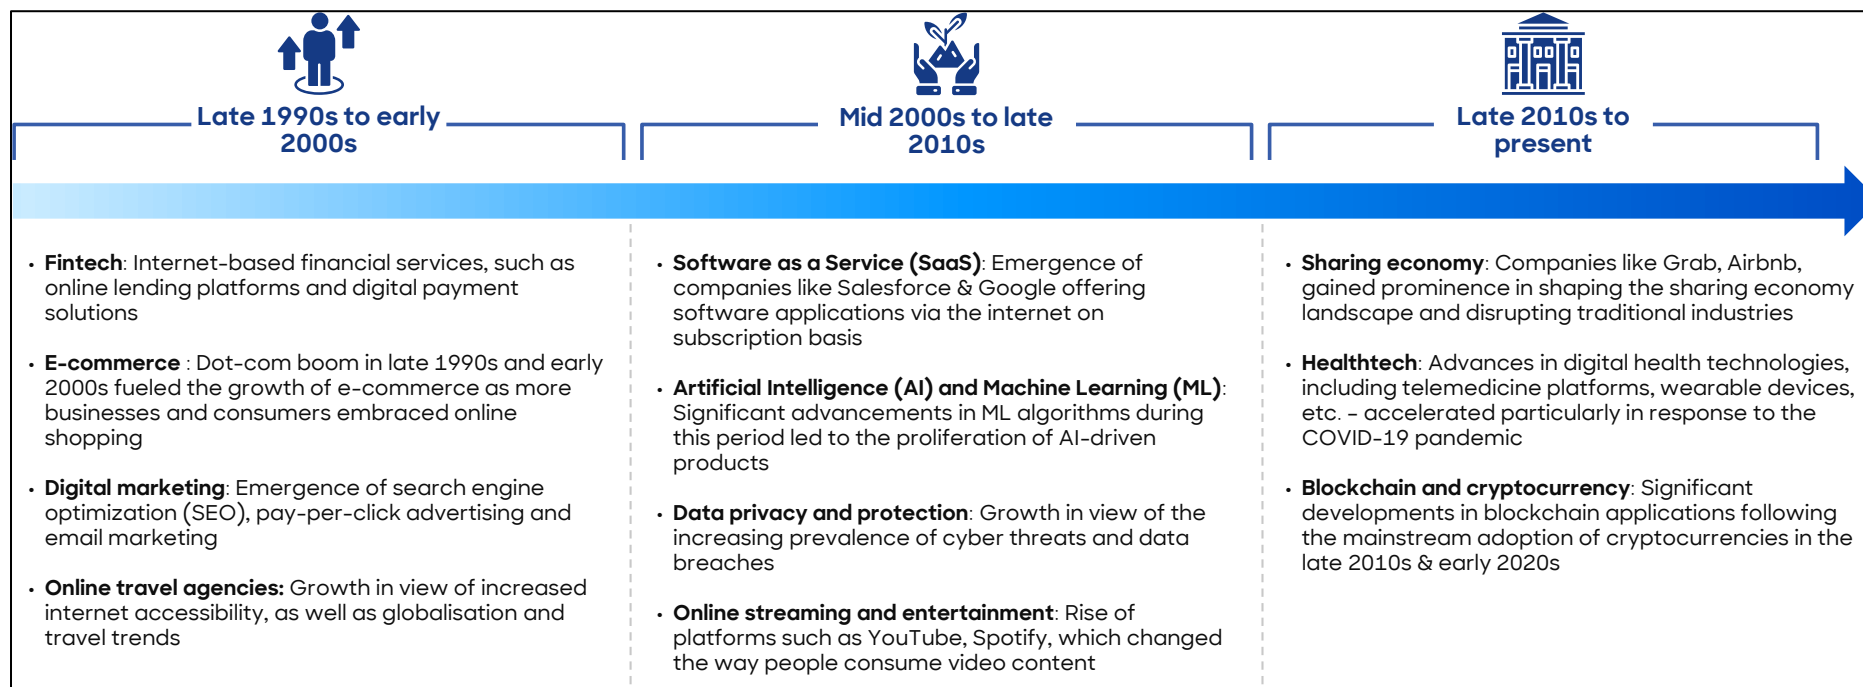 Late 1990s to early
2000s
• Fintech: Internet-based financial services, such as
online lending platforms and digital payment
solutions
• E-commerce : Dot-com boom in late 1990s and early
2000s fueled the growth of e-commerce as more
businesses and consumers embraced online
shopping
• Digital marketing: Emergence of search engine
optimization (SEO), pay-per-click advertising and
email marketing
• Online travel agencies: Growth in view of increased
internet accessibility, as well as globalisation and
travel trends
Mid 2000s to late
2010s
• Software as a Service (SaaS): Emergence of
companies like Salesforce & Google offering
software applications via the internet on
subscription basis
• Artificial Intelligence (AI) and Machine Learning (ML):
Significant advancements in ML algorithms during
this period led to the proliferation of AI-driven
products
• Data privacy and protection: Growth in view of the
increasing prevalence of cyber threats and data
breaches
• Online streaming and entertainment: Rise of
platforms such as YouTube, Spotify, which changed
the way people consume video content
Late 2010s to
present
• Sharing economy: Companies like Grab, Airbnb,
gained prominence in shaping the sharing economy
landscape and disrupting traditional industries
• Healthtech: Advances in digital health technologies,
including telemedicine platforms, wearable devices,
etc. – accelerated particularly in response to the
COVID-19 pandemic
• Blockchain and cryptocurrency: Significant
developments in blockchain applications following
the mainstream adoption of cryptocurrencies in the
late 2010s & early 2020s